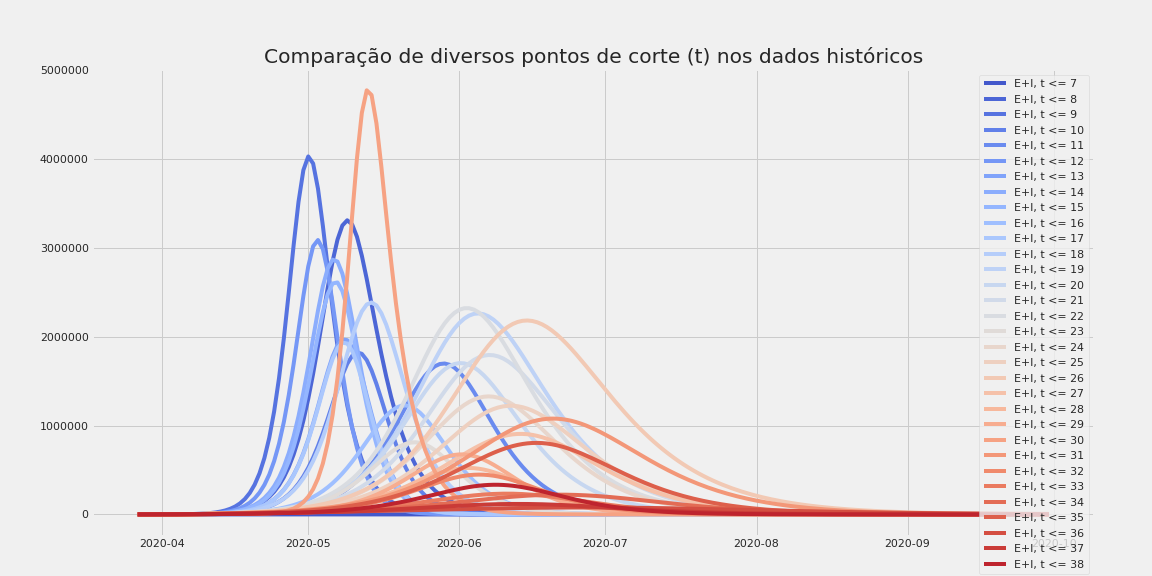 Comparação de diversos pontos de corte (t) nos dados históricos
5000000
4000000
3000000
2000000
1000000
0
2020-04 2020-05 2020-06 2020-07 2020-08 2020-09 2020-10
E+I, t <= 7
E+I, t <= 8
E+I, t <= 9
E+I, t <= 10
E+I, t <= 11
E+I, t <= 12
E+I, t <= 13
E+I, t <= 14
E+I, t <= 15
E+I, t <= 16
E+I, t <= 17
E+I, t <= 18
E+I, t <= 19
E+I, t <= 20
E+I, t <= 21
E+I, t <= 22
E+I, t <= 23
E+I, t <= 24
E+I, t <= 25
E+I, t <= 26
E+I, t <= 27
E+I, t <= 28
E+I, t <= 29
E+I, t <= 30
E+I, t <= 31
E+I, t <= 32
E+I, t <= 33
E+I, t <= 34
E+I, t <= 35
E+I, t <= 36
E+I, t <= 37
E+I, t <= 38